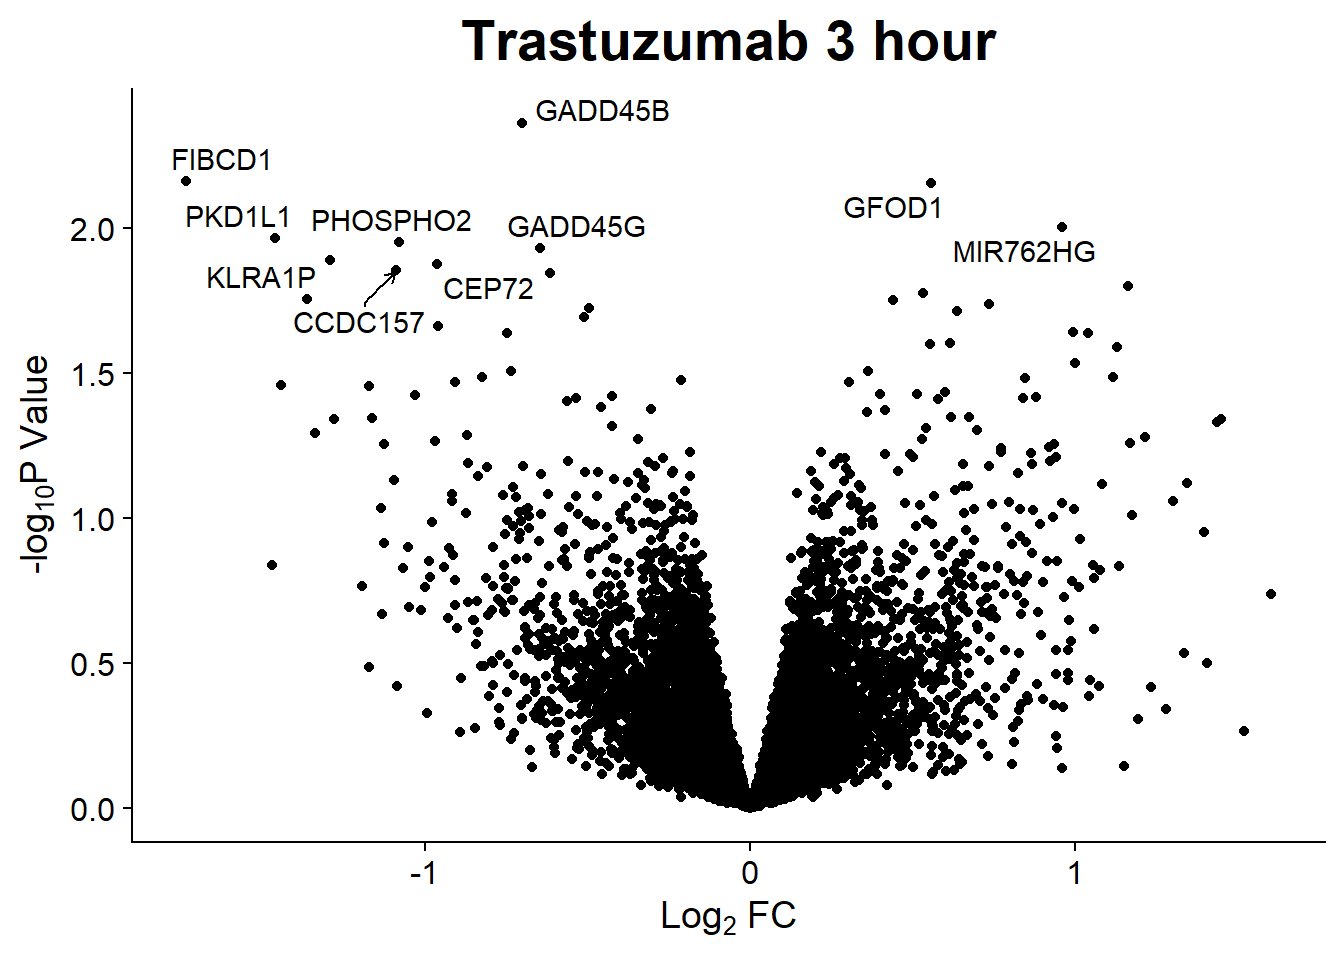 Trastuzumab 3 hour
GADD45B
FIBCD1
PKD1L1
PHOSPHO2
GADD45G
GFOD1
MIR762HG
KLRA1P
CEP72
CCDC157
-log10P Value
2.0
1.5
1.0
0.5
0.0
-1
0
1
Log2 FC